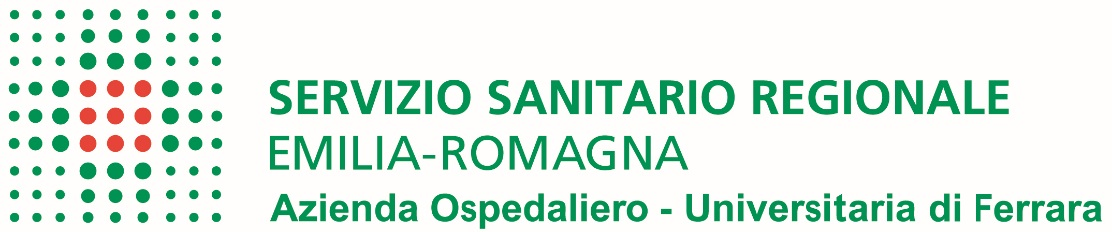 SERVIZIO SANITARIO REGIONALE
EMILIA-ROMAGNA
Azienda Ospedaliero - Universitaria di Ferrara